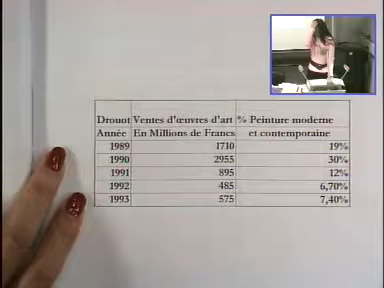 Drouot Ventes d'œuvres d'art % Peinture moderne
Année En Millions de Francs et contemporaine
1989 1710 19%
1990 2955 30%
1991 895 12%
1992 485 6,70%
1993 575 7,40%